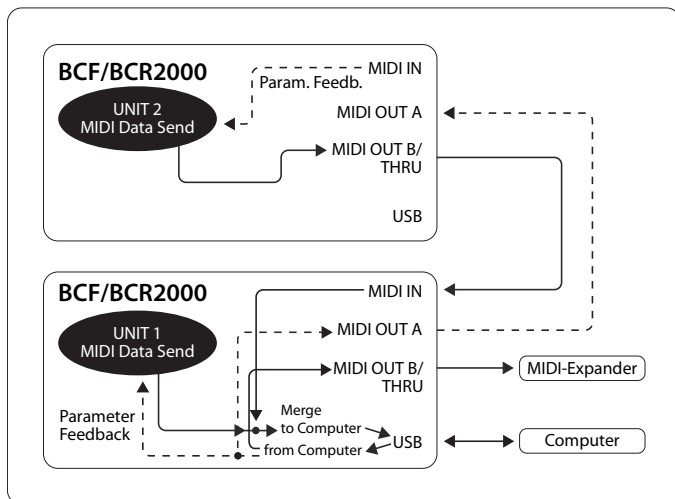 BCF/BCR2000
UNIT 2
MIDI Data Send
Param. Feedb.
MIDI IN
MIDI OUT A
MIDI OUT B/
THRU
USB
BCF/BCR2000
UNIT 1
MIDI Data Send
MIDI IN
MIDI OUT A
MIDI OUT B/
THRU
MIDI-Expander
Parameter
Feedback
Merge
to Computer
from Computer
USB
Computer